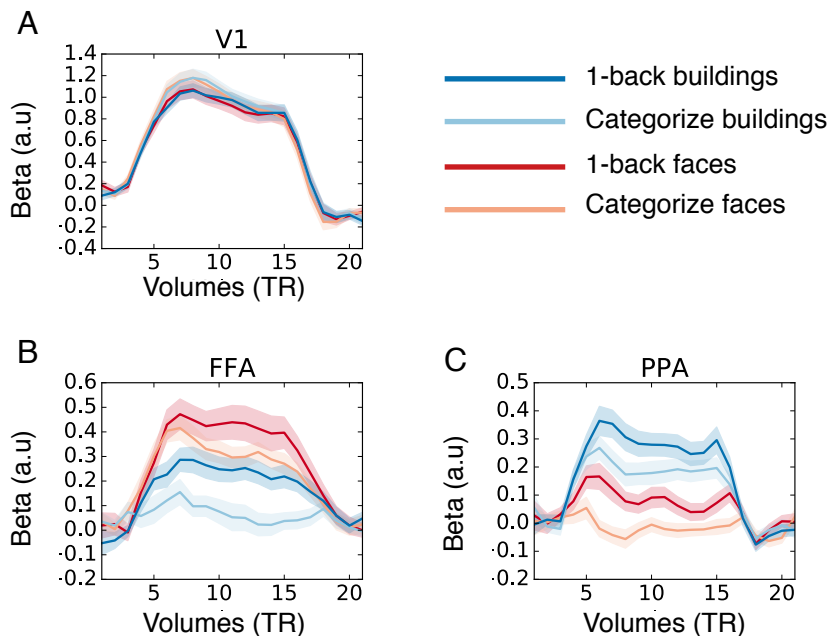 A
V1
1.4
1.2
1.0
0.8
0.6
0.4
0.2
0.0
-0.2
-0.4
Beta (a.u)
5 10 15 20
Volumes (TR)
1-back buildings
Categorize buildings
1-back faces
Categorize faces
B
FFA
0.6
0.5
0.4
0.3
0.2
0.1
0.0
-0.1
-0.2
Beta (a.u)
5 10 15 20
Volumes (TR)
C
PPA
0.5
0.4
0.3
0.2
0.1
0.0
-0.1
-0.2
Beta (a.u)
5 10 15 20
Volumes (TR)